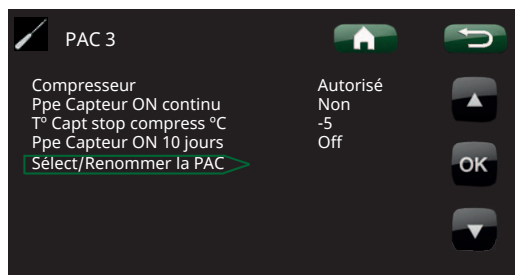 PAC 3
Compresseur Autorisé
Ppe Capteur ON continu Non
T° Capt stop compress °C -5
Ppe Capteur ON 10 jours Off
Sélect/Renommer la PAC
OK